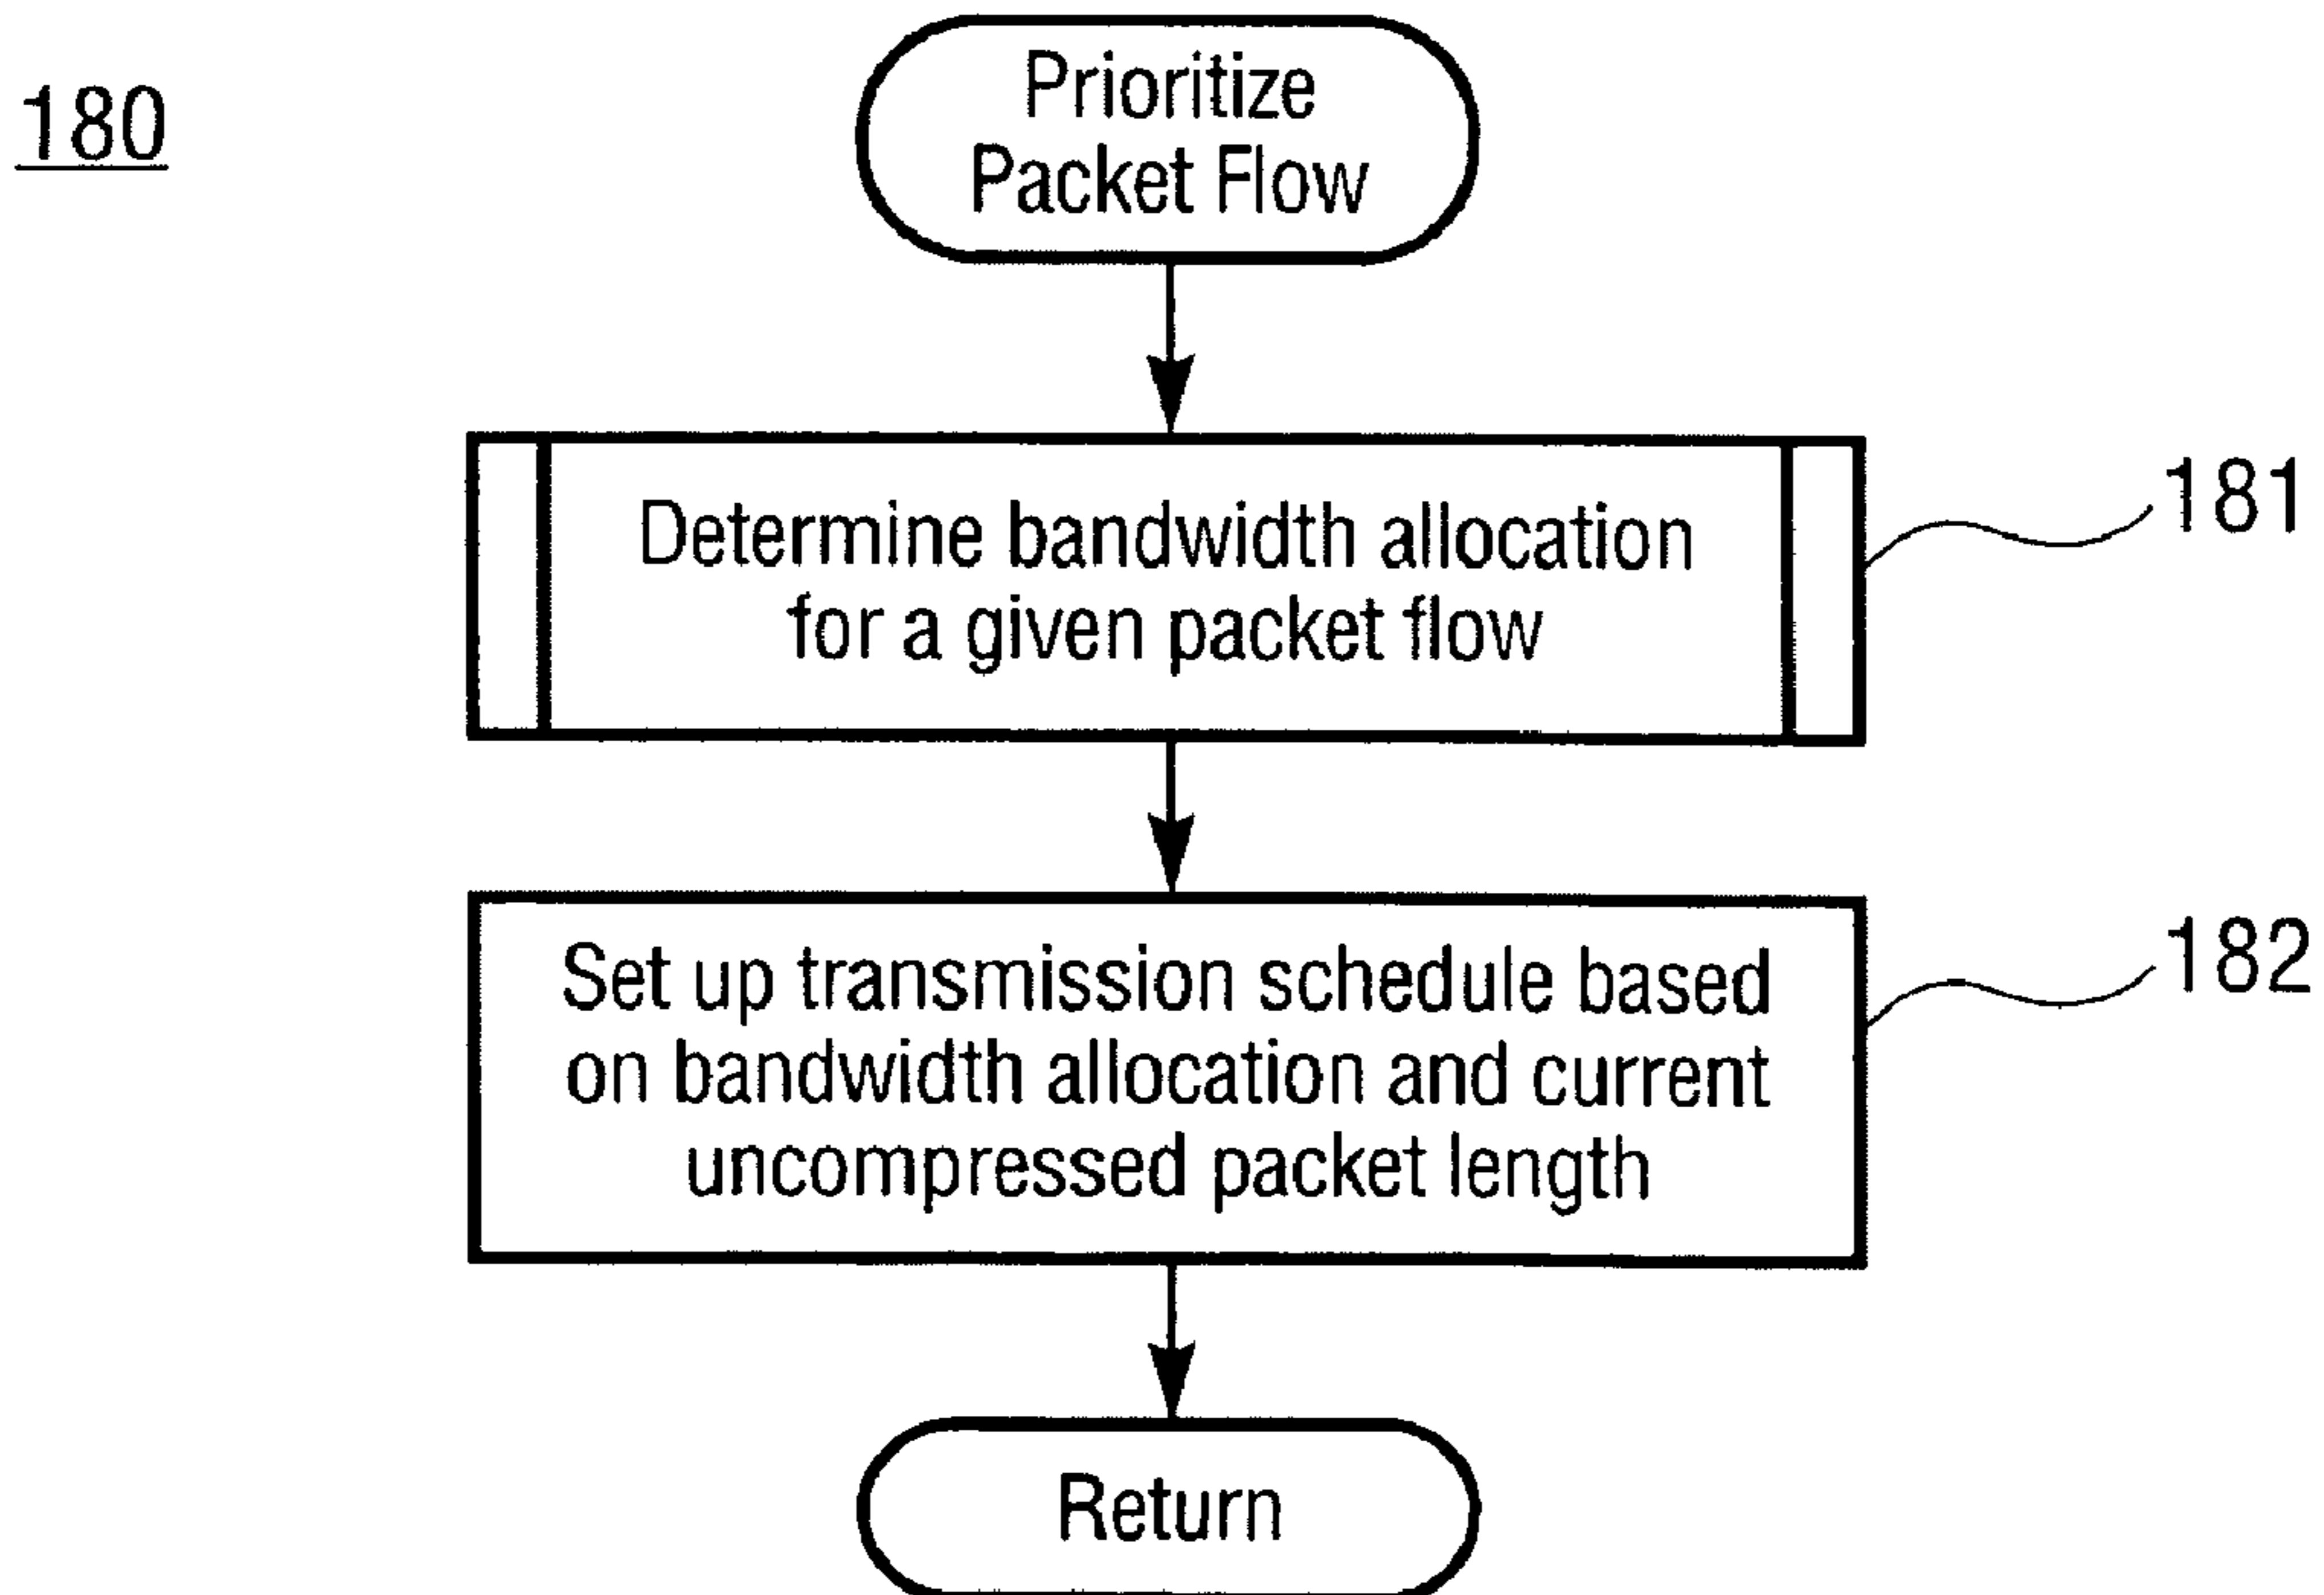 180
Prioritize
Packet Flow
Determine bandwidth allocation
for a given packet flow
181
Set up transmission schedule based
on bandwidth allocation and current
uncompressed packet length
182
Return